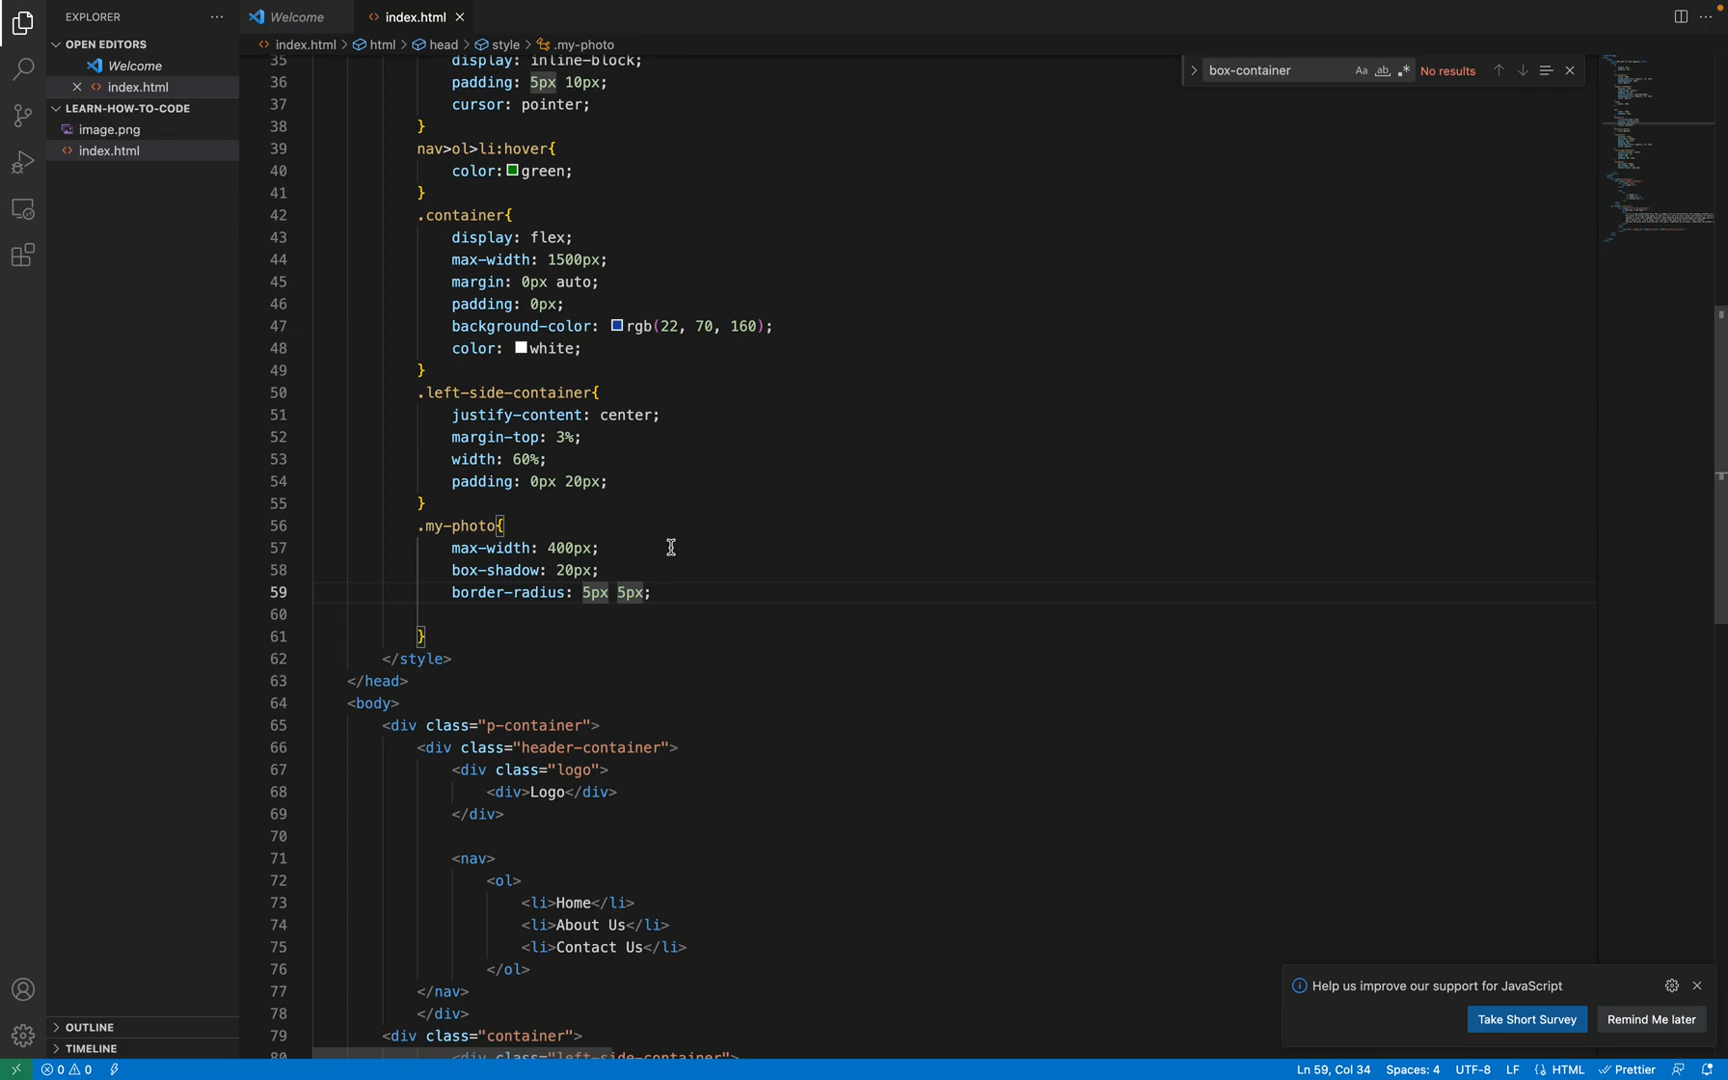 EXPLORER
OPEN EDITORS
Welcome
index.html
LEARN-HOW-TO-CODE
image.png
index.html
OUTLINE
TIMELINE
Welcome
index.html
index.html > html > head > style > .my-photo
box-container Aa ab .* No results
35 display: inline-block;
36 padding: 5px 10px;
37 cursor: pointer;
38 }
39 nav>ol>li:hover{
40 color: green;
41 }
42 .container{
43 display: flex;
44 max-width: 1500px;
45 margin: 0px auto;
46 padding: 0px;
47 background-color: rgb(22, 70, 160);
48 color: white;
49 }
50 .left-side-container{
51 justify-content: center;
52 margin-top: 3%;
53 width: 60%;
54 padding: 0px 20px;
55 }
56 .my-photo{
57 max-width: 400px;
58 box-shadow: 20px;
59 border-radius: 5px 5px;
60
61 }
62 </style>
63 </head>
64 <body>
65 <div class="p-container">
66 <div class="header-container">
67 <div class="logo">
68 <div>Logo</div>
69 </div>
70
71 <nav>
72 <ol>
73 <li>Home</li>
74 <li>About Us</li>
75 <li>Contact Us</li>
76 </ol>
77 </nav>
78 </div>
79 <div class="container">
80 <div class="left-side-container">
Help us improve our support for JavaScript
Take Short Survey
Remind Me later
0 0
Ln 59, Col 34 Spaces: 4 UTF-8 LF HTML Prettier